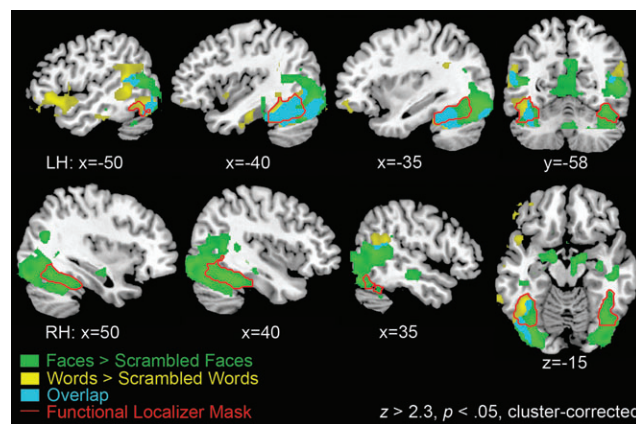 LH: x=-50
x=-40
x=-35
y=-58
RH: x=50
x=40
x=35
z=-15
Faces > Scrambled Faces
Words > Scrambled Words
Overlap
Functional Localizer Mask
z > 2.3, p < .05, cluster-corrected